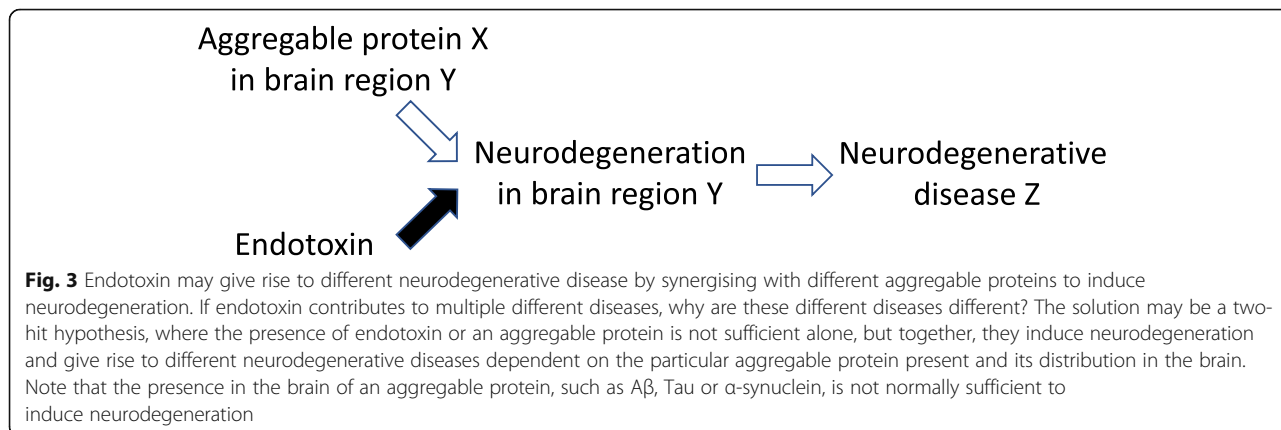 Aggregable protein X
in brain region Y
Neurodegeneration
in brain region Y
Neurodegenerative
disease Z
Endotoxin
Fig. 3 Endotoxin may give rise to different neurodegenerative disease by synergising with different aggregable proteins to induce
neurodegeneration. If endotoxin contributes to multiple different diseases, why are these different diseases different? The solution may be a two-
hit hypothesis, where the presence of endotoxin or an aggregable protein is not sufficient alone, but together, they induce neurodegeneration
and give rise to different neurodegenerative diseases dependent on the particular aggregable protein present and its distribution in the brain.
Note that the presence in the brain of an aggregable protein, such as Aβ, Tau or α-synuclein, is not normally sufficient to
induce neurodegeneration